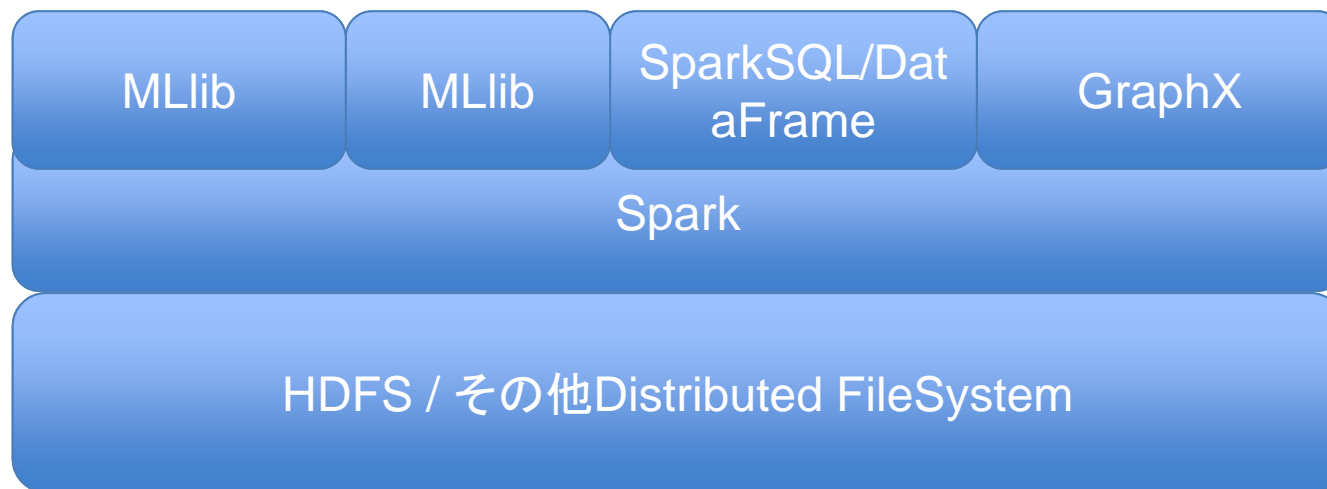 MLlib
MLlib
SparkSQL/Dat
aFrame
GraphX
Spark
HDFS / その他Distributed FileSystem